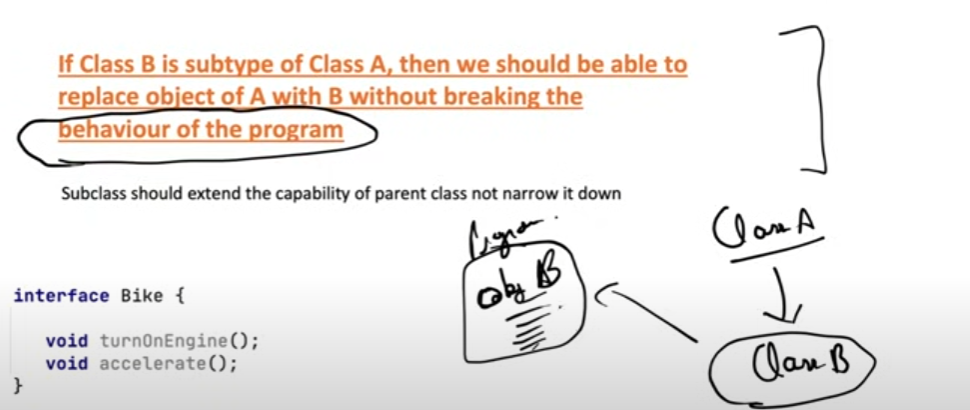 If Class B is subtype of Class A, then we should be able to
replace object of A with B without breaking the
behaviour of the program
Subclass should extend the capability of parent class not narrow it down
Program
Class A
obj B
interface Bike {
void turnOnEngine();
void accelerate();
}
Class B